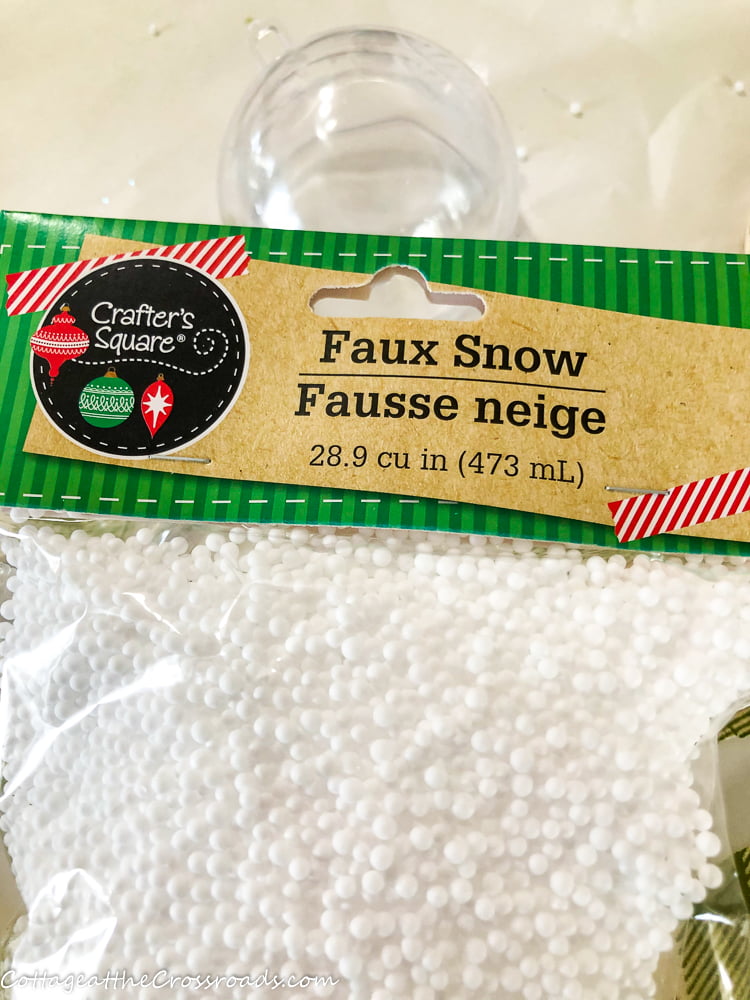 Crafter's
Square®
Faux Snow
Fausse neige
28.9 cu in (473 mL)
CottageattheCrossroads.com